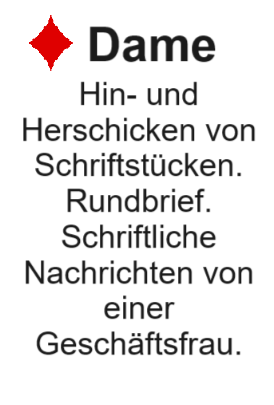 Dame
Hin- und
Herschicken von
Schriftstücken.
Rundbrief.
Schriftliche
Nachrichten von
einer
Geschäftsfrau.